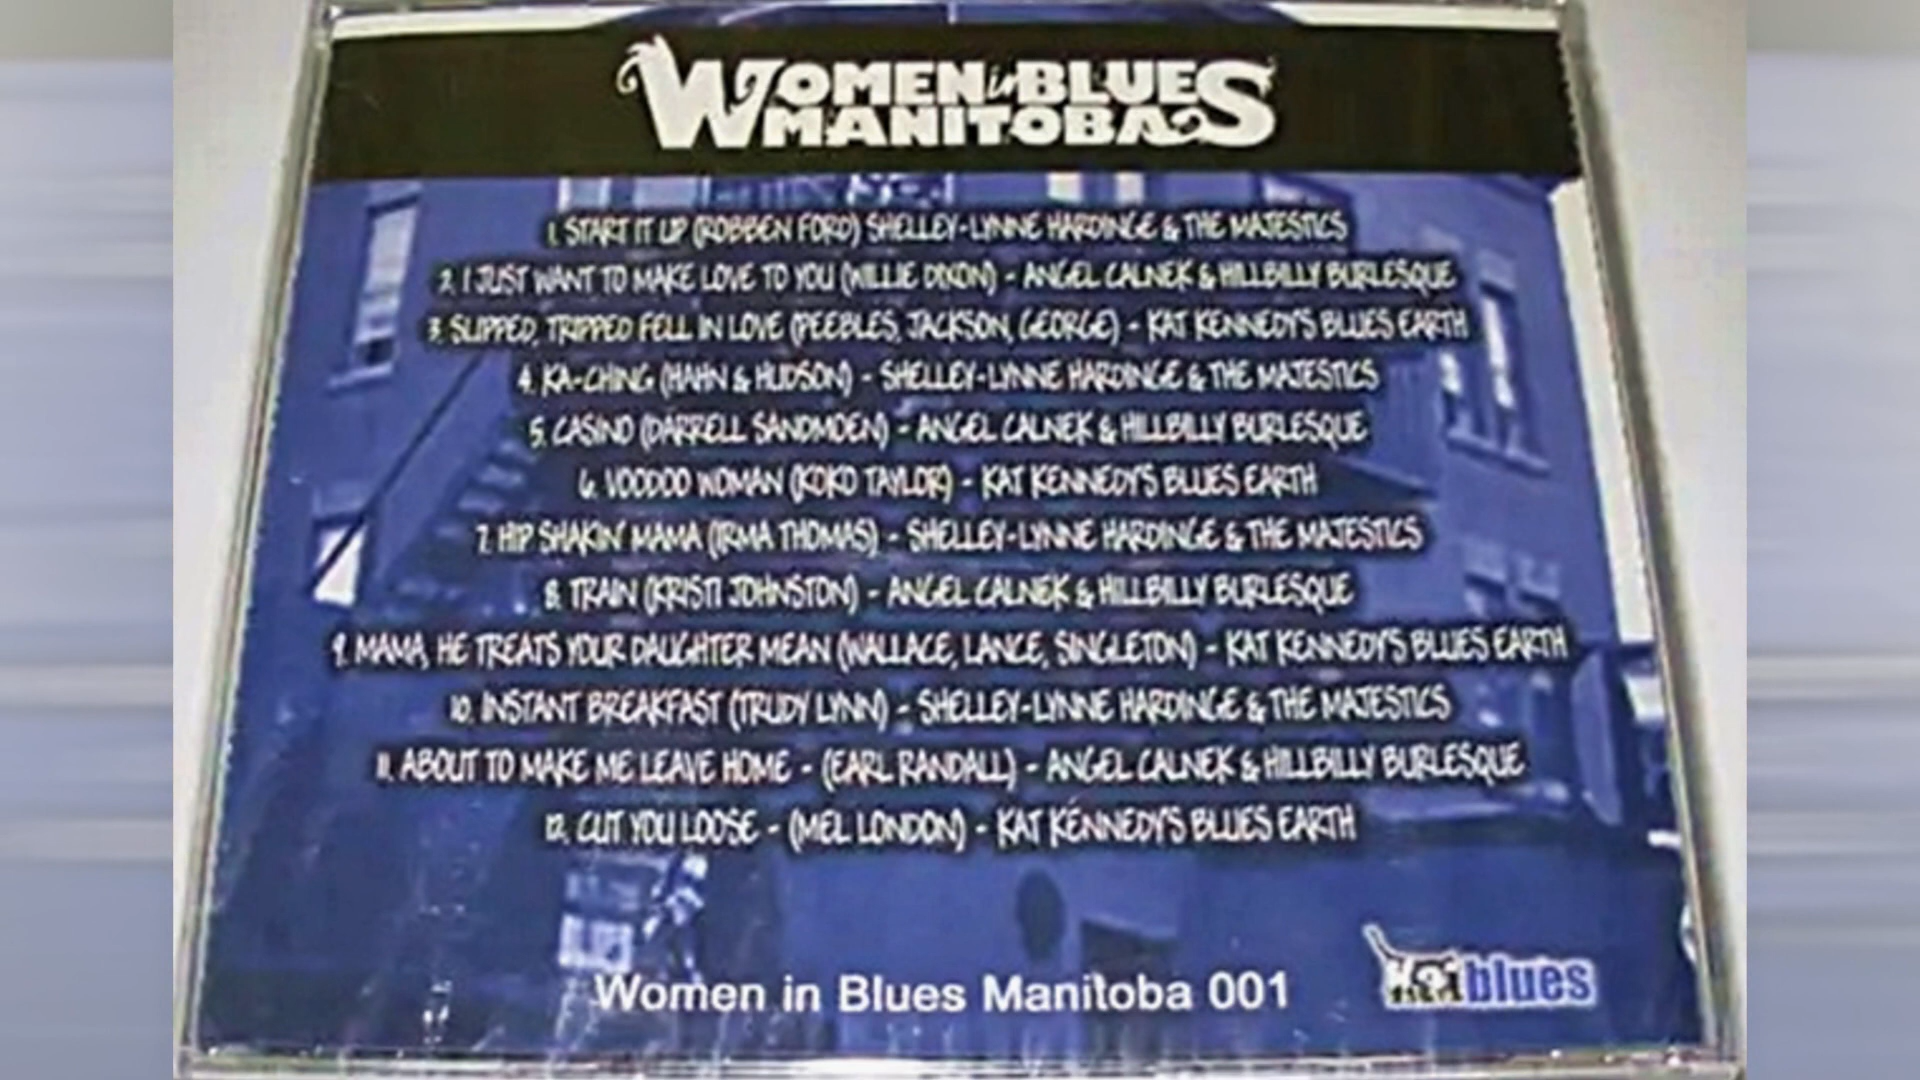 WOMEN in BLUES
MANITOBA
1. START IT UP (ROBBEN FORD) SHELLEY-LYNNE HARDINGE & THE MAJESTICS
2. I JUST WANT TO MAKE LOVE TO YOU (WILLIE DIXON) - ANGEL CALNEK & HILLBILLY BURLESQUE
3. SLIPPED, TRIPPED FELL IN LOVE (PEEBLES, JACKSON, GEORGE) - KAT KENNEDY'S BLUES EARTH
4. KA-CHING (HAHN & HUDSON) - SHELLEY-LYNNE HARDINGE & THE MAJESTICS
5. CASINO (DARRELL SANDMOEN) - ANGEL CALNEK & HILLBILLY BURLESQUE
6. VOODOO WOMAN (KOKO TAYLOR) - KAT KENNEDY'S BLUES EARTH
7. HIP SHAKIN' MAMA (IRMA THOMAS) - SHELLEY-LYNNE HARDINGE & THE MAJESTICS
8. TRAIN (KRISTI JOHNSTON) - ANGEL CALNEK & HILLBILLY BURLESQUE
9. MAMA, HE TREATS YOUR DAUGHTER MEAN (WALLACE, LANCE, SINGLETON) - KAT KENNEDY'S BLUES EARTH
10. INSTANT BREAKFAST (TRUDY LYNN) - SHELLEY-LYNNE HARDINGE & THE MAJESTICS
11. ABOUT TO MAKE ME LEAVE HOME - (EARL RANDALL) - ANGEL CALNEK & HILLBILLY BURLESQUE
12. CUT YOU LOOSE - (MEL LONDON) - KAT KENNEDY'S BLUES EARTH
BLUES
Women in Blues Manitoba 001
blues